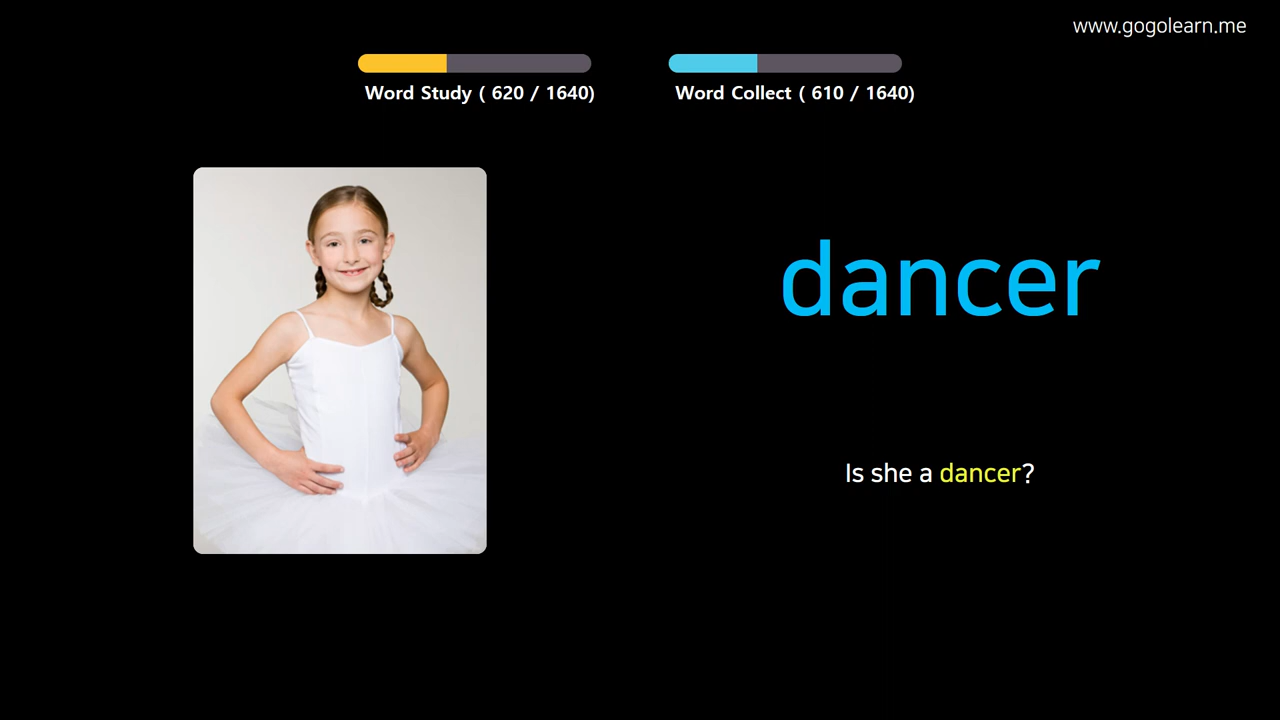 www.gogolearn.me
Word Study ( 620 / 1640)
Word Collect ( 610 / 1640)
dancer
Is she a dancer?